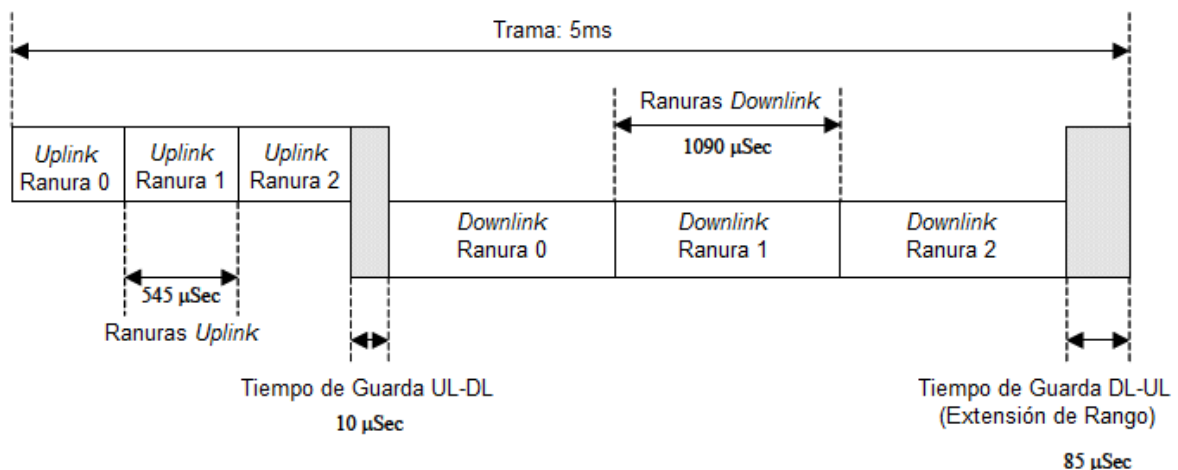 Trama: 5ms
Ranuras Downlink
1090 μSec
Uplink
Ranura 0
Uplink
Ranura 1
Uplink
Ranura 2
Downlink
Ranura 0
Downlink
Ranura 1
Downlink
Ranura 2
545 μSec
Ranuras Uplink
Tiempo de Guarda UL-DL
10 μSec
Tiempo de Guarda DL-UL
(Extensión de Rango)
85 μSec